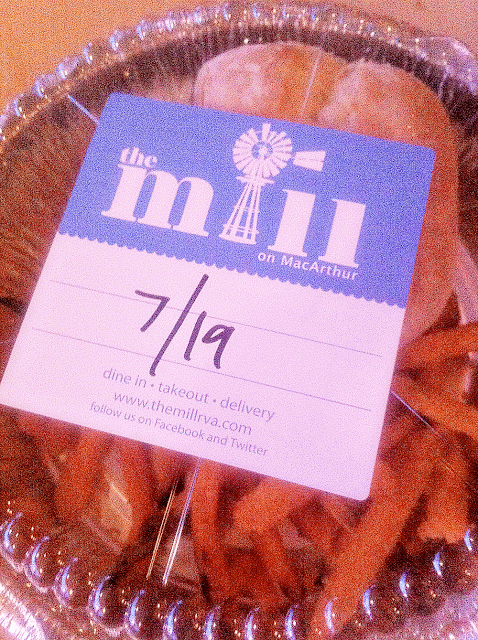 the
mill
on MacArthur
7/19
dine in • takeout • delivery
www.themillrva.com
follow us on Facebook and Twitter